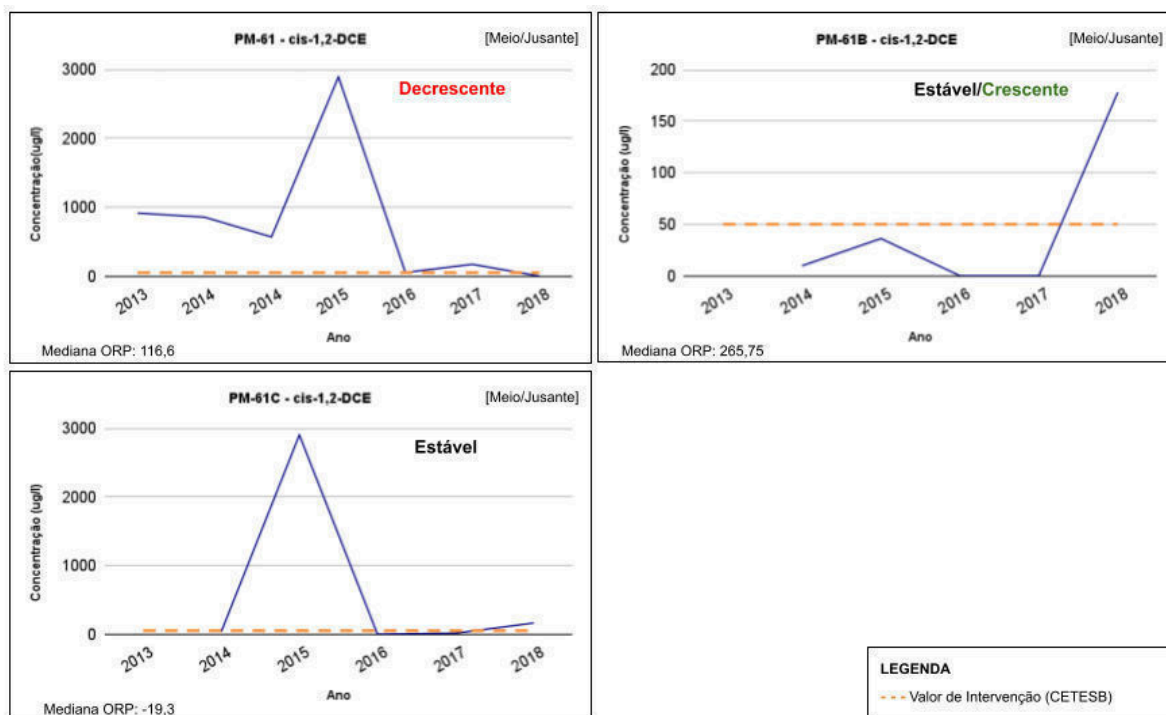 PM-61 - cis-1,2-DCE
[Meio/Jusante]
Decrescente
Concentração(ug/l)
3000
2000
1000
0
2013
2014
2014
2015
2016
2017
2018
Ano
Mediana ORP: 116,6
PM-61B - cis-1,2-DCE
[Meio/Jusante]
Estável/Crescente
Concentração (ug/l)
200
150
100
50
0
2013
2014
2015
2016
2017
2018
Ano
Mediana ORP: 265,75
PM-61C - cis-1,2-DCE
[Meio/Jusante]
Estável
Concentração (ug/l)
3000
2000
1000
0
2013
2014
2015
2016
2017
2018
Ano
Mediana ORP: -19,3
LEGENDA
Valor de Intervenção (CETESB)